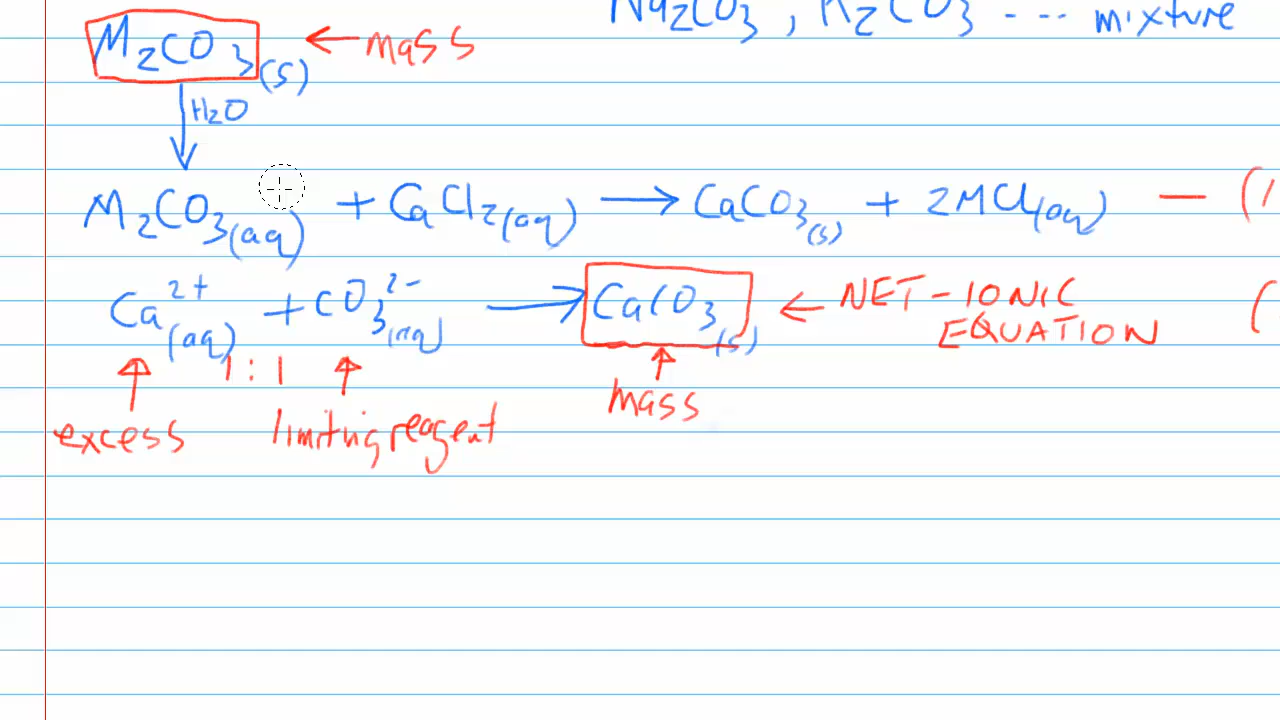 Na2CO3, K2CO3 ---- mixture
M2CO3(s) ← mass
↓ H2O
M2CO3(aq) + CaCl2(aq) → CaCO3(s) + 2MCl(aq) — (1
Ca²⁺(aq) + CO3²⁻(aq) → CaCO3(s) ← NET-IONIC (
EQUATION
↑ 1 : 1 ↑ ↑
excess limiting reagent mass